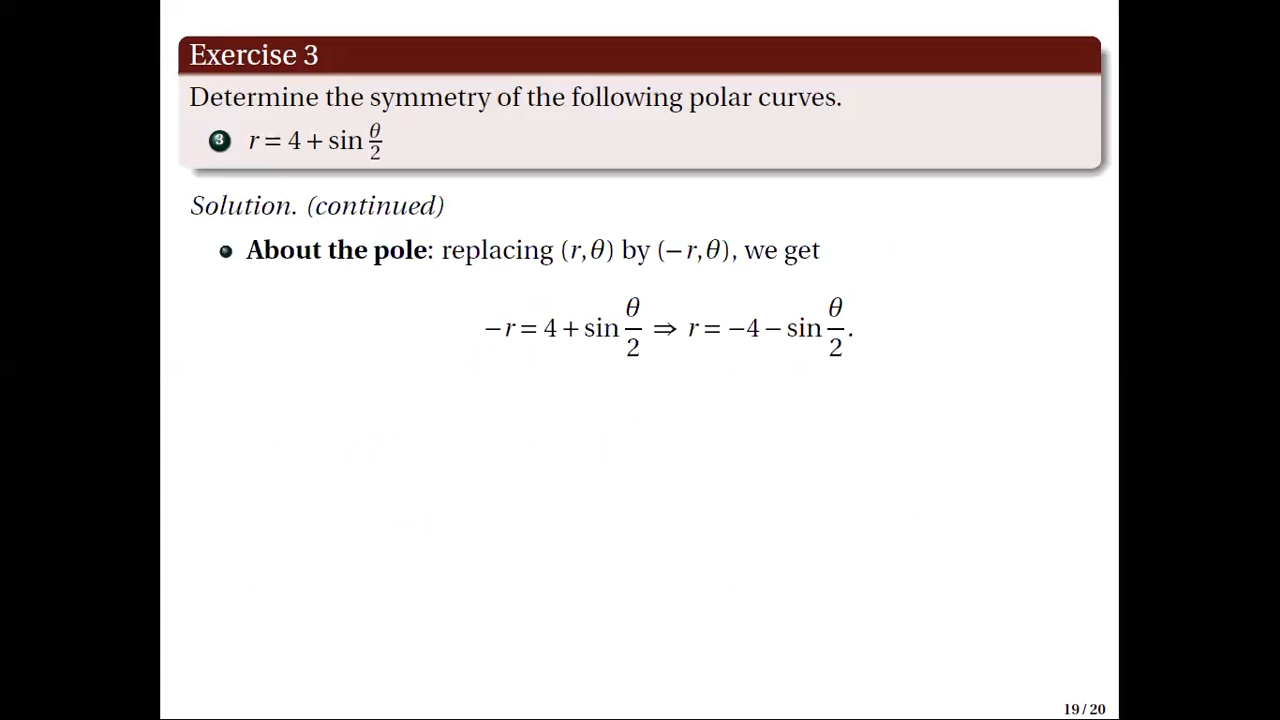 Exercise 3
Determine the symmetry of the following polar curves.
3 r = 4 + sin θ/2
Solution. (continued)
About the pole: replacing (r, θ) by (−r, θ), we get
−r = 4 + sin θ/2 ⇒ r = −4 − sin θ/2.
19 / 20